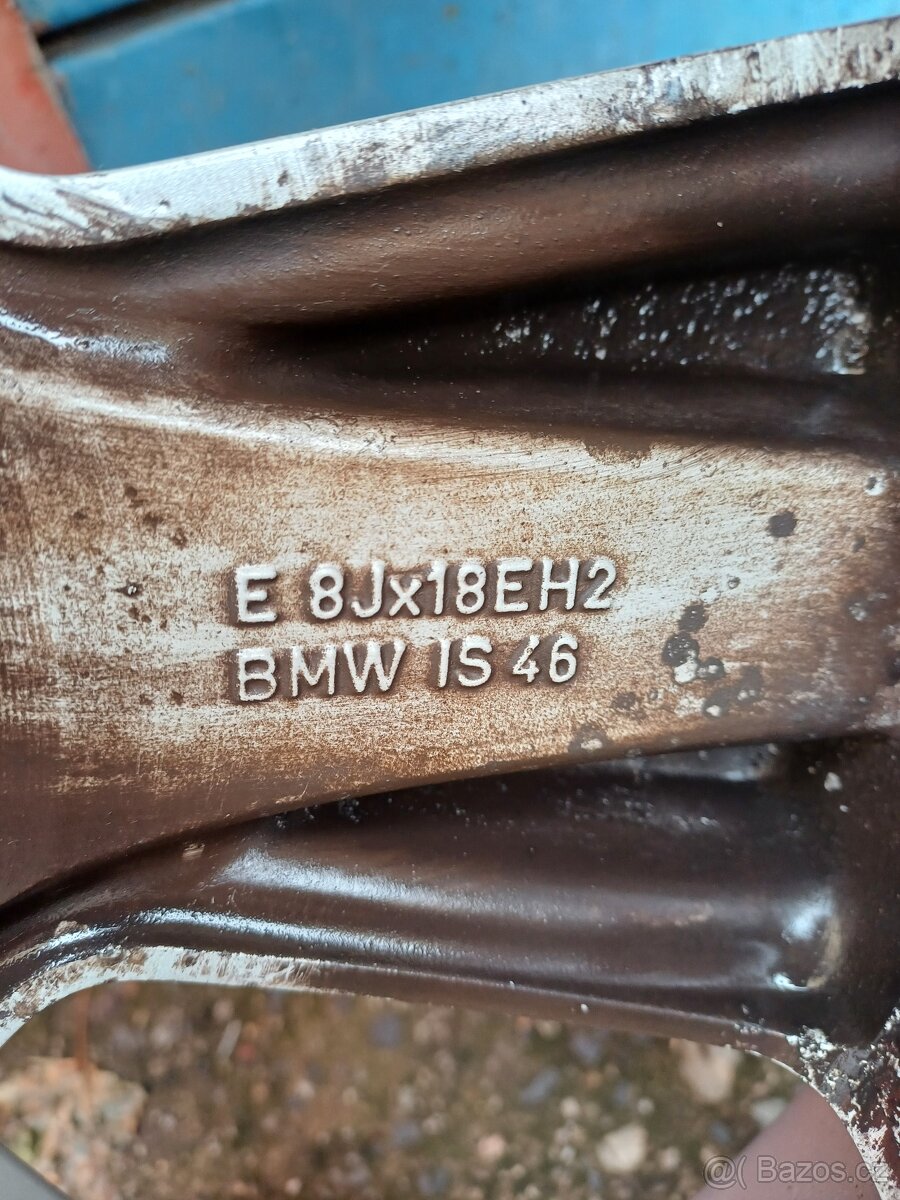 E 8Jx18EH2
BMW IS 46
@( Bazos.cz